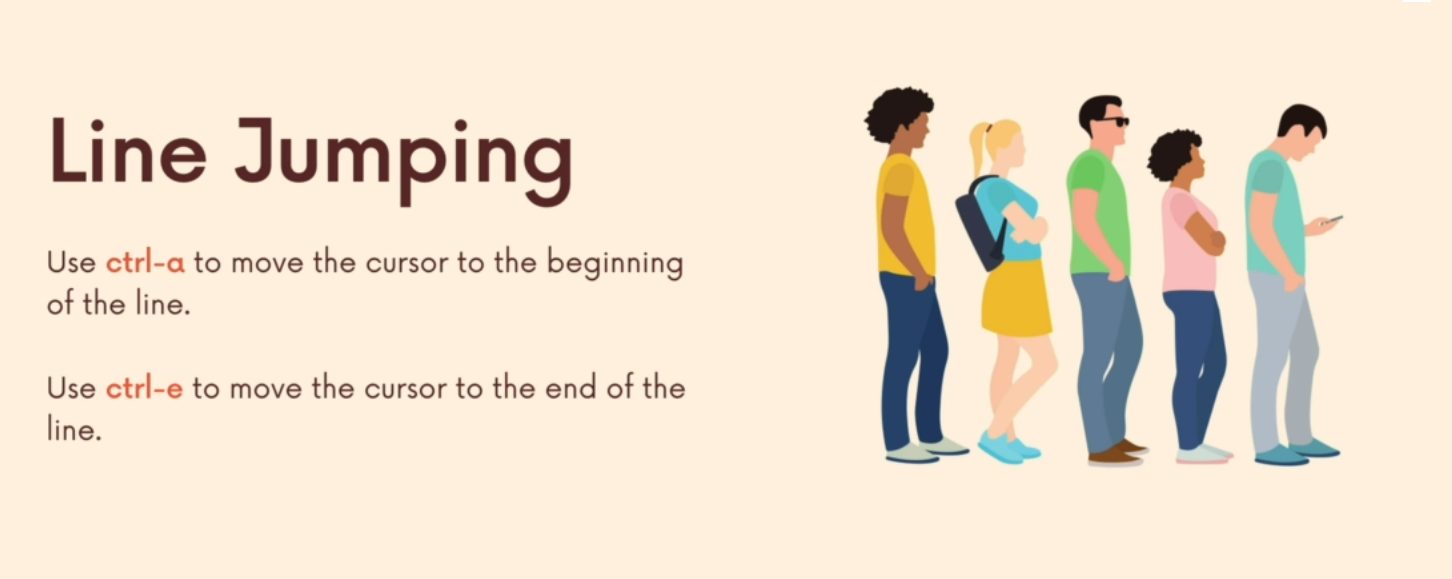 Line Jumping
Use ctrl-a to move the cursor to the beginning
of the line.
Use ctrl-e to move the cursor to the end of the
line.